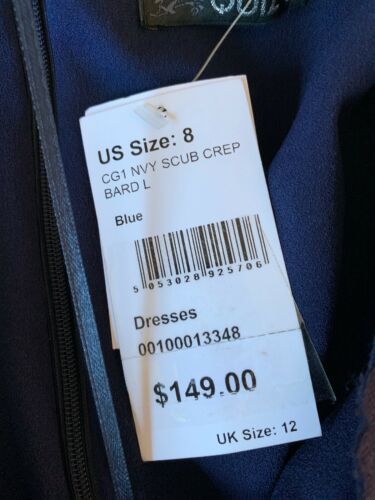 US Size: 8
CG1 NVY SCUB CREP
BARD L
Blue
5 053028 925706
Dresses
00100013348
$149.00
UK Size: 12